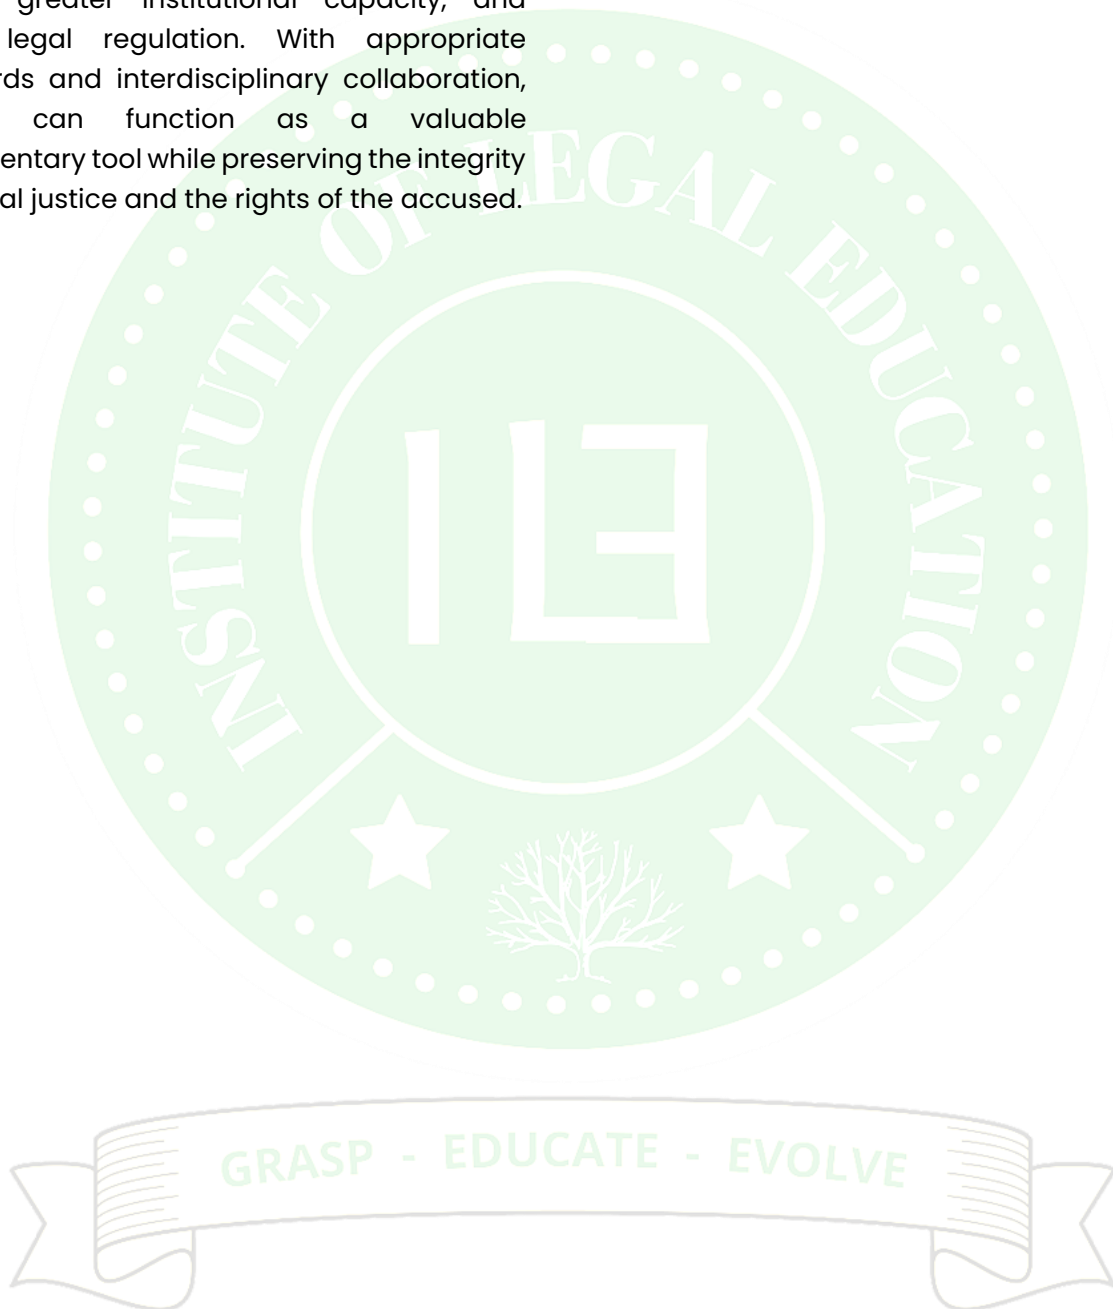 greater institutional capacity, and
legal regulation. With appropriate
rds and interdisciplinary collaboration,
can function as a valuable
entary tool while preserving the integrity
al justice and the rights of the accused.
INSTITUTE OF LEGAL EDUCATION
ILE
GRASP - EDUCATE - EVOLVE